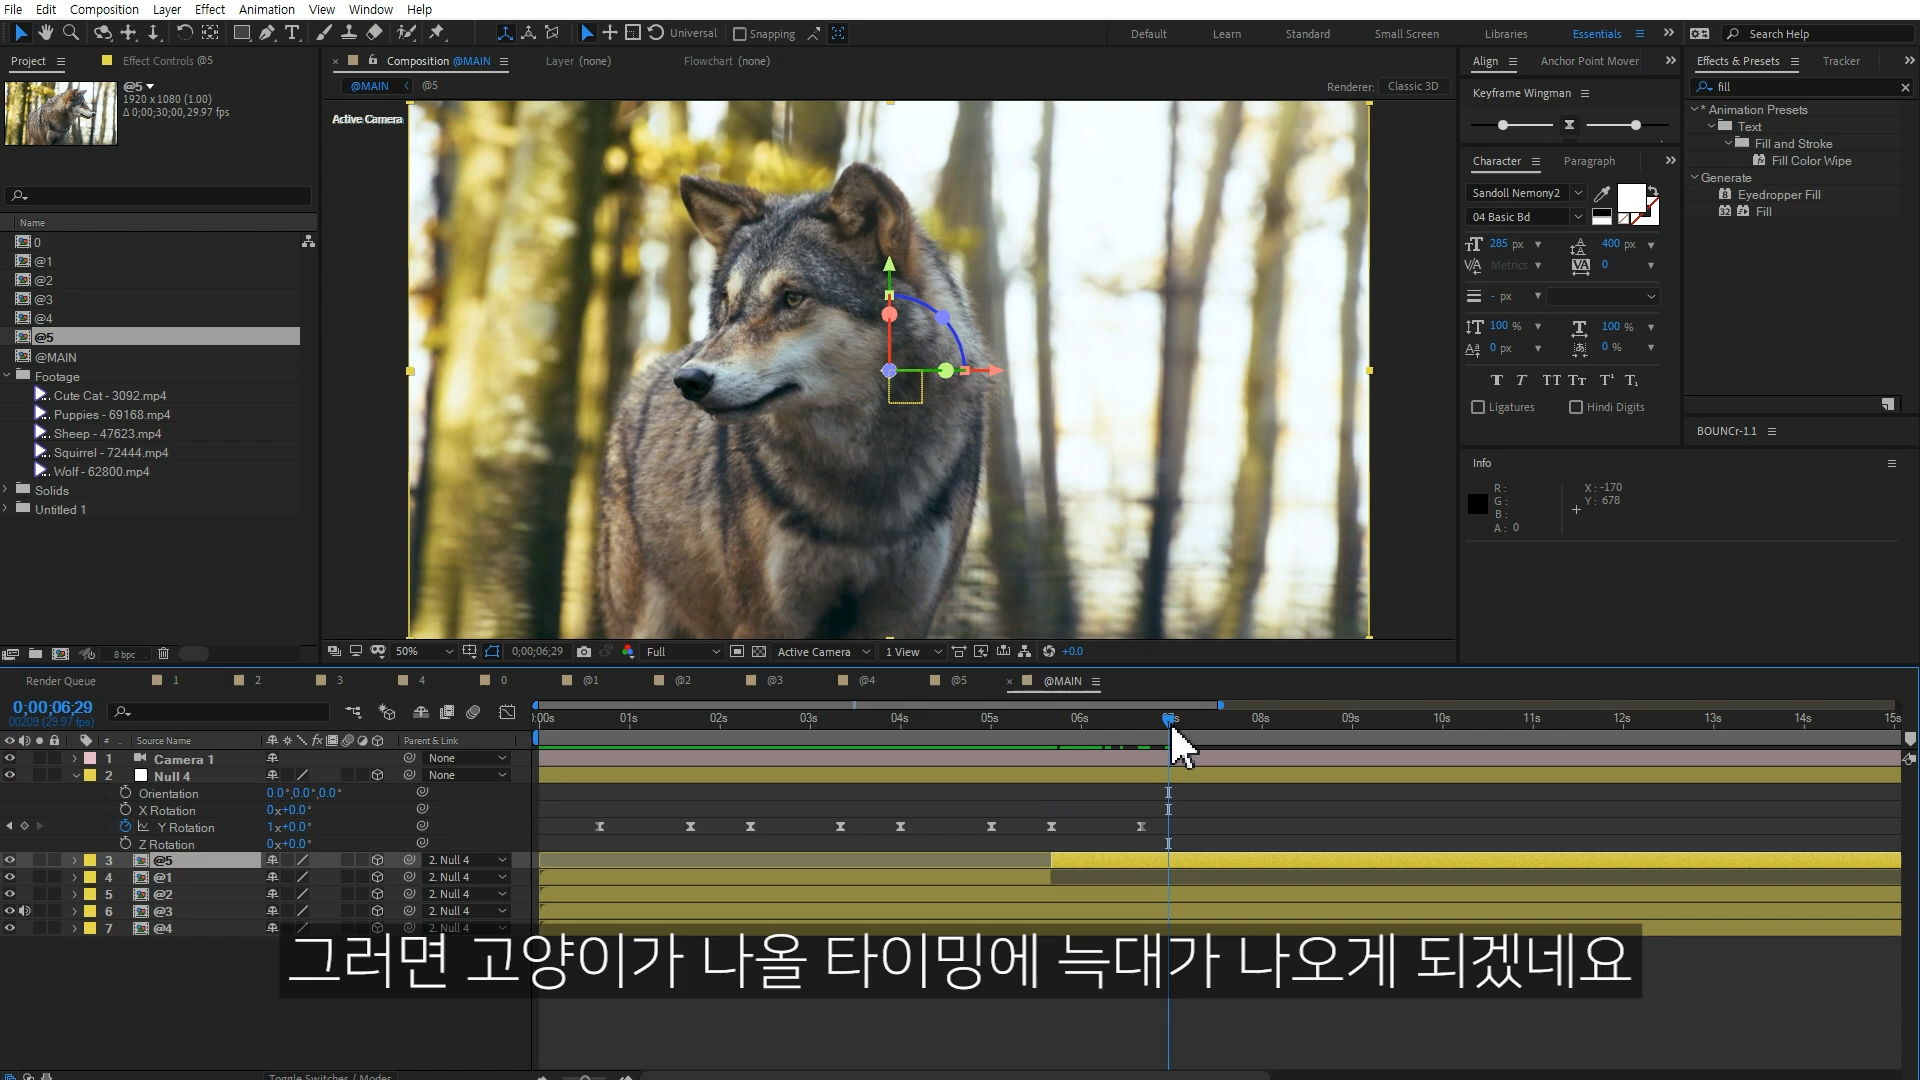 File Edit Composition Layer Effect Animation View Window Help
Universal Snapping Default Learn Standard Small Screen Libraries Essentials Search Help
Project Effect Controls @5
@5
1920 x 1080 (1.00)
Δ 0;00;30;00, 29.97 fps
Name
0
@1
@2
@3
@4
@5
@MAIN
Footage
Cute Cat - 3092.mp4
Puppies - 69168.mp4
Sheep - 47623.mp4
Squirrel - 72444.mp4
Wolf - 62800.mp4
Solids
Untitled 1
8 bpc
Composition @MAIN Layer (none) Flowchart (none)
@MAIN @5 Renderer: Classic 3D
Active Camera
50% 0;00;06;29 Full Active Camera 1 View +0.0
Align Anchor Point Mover
Keyframe Wingman
Character Paragraph
Sandoll Nemony2
04 Basic Bd
285 px 400 px
Metrics 0
- px
100 % 100 %
0 px 0 %
Ligatures Hindi Digits
Effects & Presets Tracker
fill
* Animation Presets
Text
Fill and Stroke
Fill Color Wipe
Generate
Eyedropper Fill
Fill
BOUNCr-1.1
Info
R :
G :
B :
A : 0
X : -170
Y : 678
Render Queue 1 2 3 4 0 @1 @2 @3 @4 @5 @MAIN
0;00;06;29
00209 (29.97 fps)
:00s 01s 02s 03s 04s 05s 06s 08s 09s 10s 11s 12s 13s 14s 15s
# Source Name Parent & Link
1 Camera 1 None
2 Null 4 None
Orientation 0.0°,0.0°,0.0°
X Rotation 0x+0.0°
Y Rotation 1x+0.0°
Z Rotation 0x+0.0°
3 @5 2. Null 4
4 @1 2. Null 4
5 @2 2. Null 4
6 @3 2. Null 4
7 @4 2. Null 4
그러면 고양이가 나올 타이밍에 늑대가 나오게 되겠네요
Toggle Switches / Modes